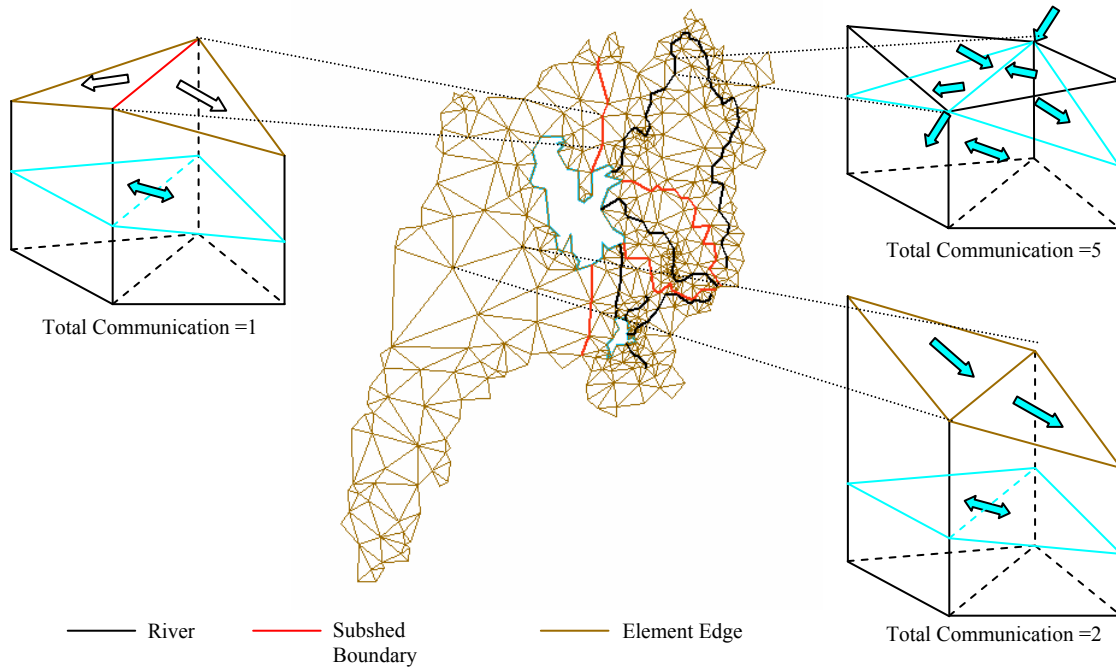 Total Communication =1
Total Communication =5
Total Communication =2
River
Subshed
Boundary
Element Edge